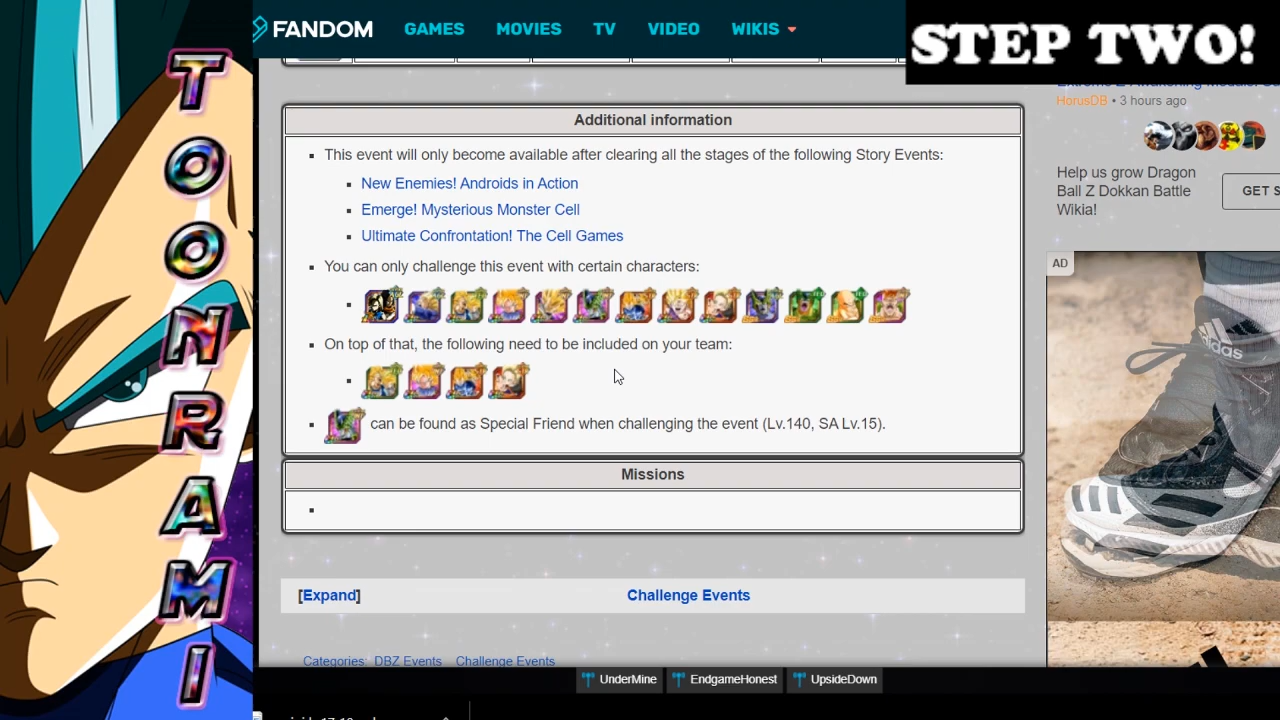 TOONRAMI
FANDOM GAMES MOVIES TV VIDEO WIKIS
STEP TWO!
HorusDB • 3 hours ago
Help us grow Dragon
Ball Z Dokkan Battle
Wikia!
GET S
AD
Additional information
This event will only become available after clearing all the stages of the following Story Events:
New Enemies! Androids in Action
Emerge! Mysterious Monster Cell
Ultimate Confrontation! The Cell Games
You can only challenge this event with certain characters:
On top of that, the following need to be included on your team:
can be found as Special Friend when challenging the event (Lv.140, SA Lv.15).
Missions
[Expand] Challenge Events
Categories: DBZ Events Challenge Events
UnderMine EndgameHonest UpsideDown
adidas